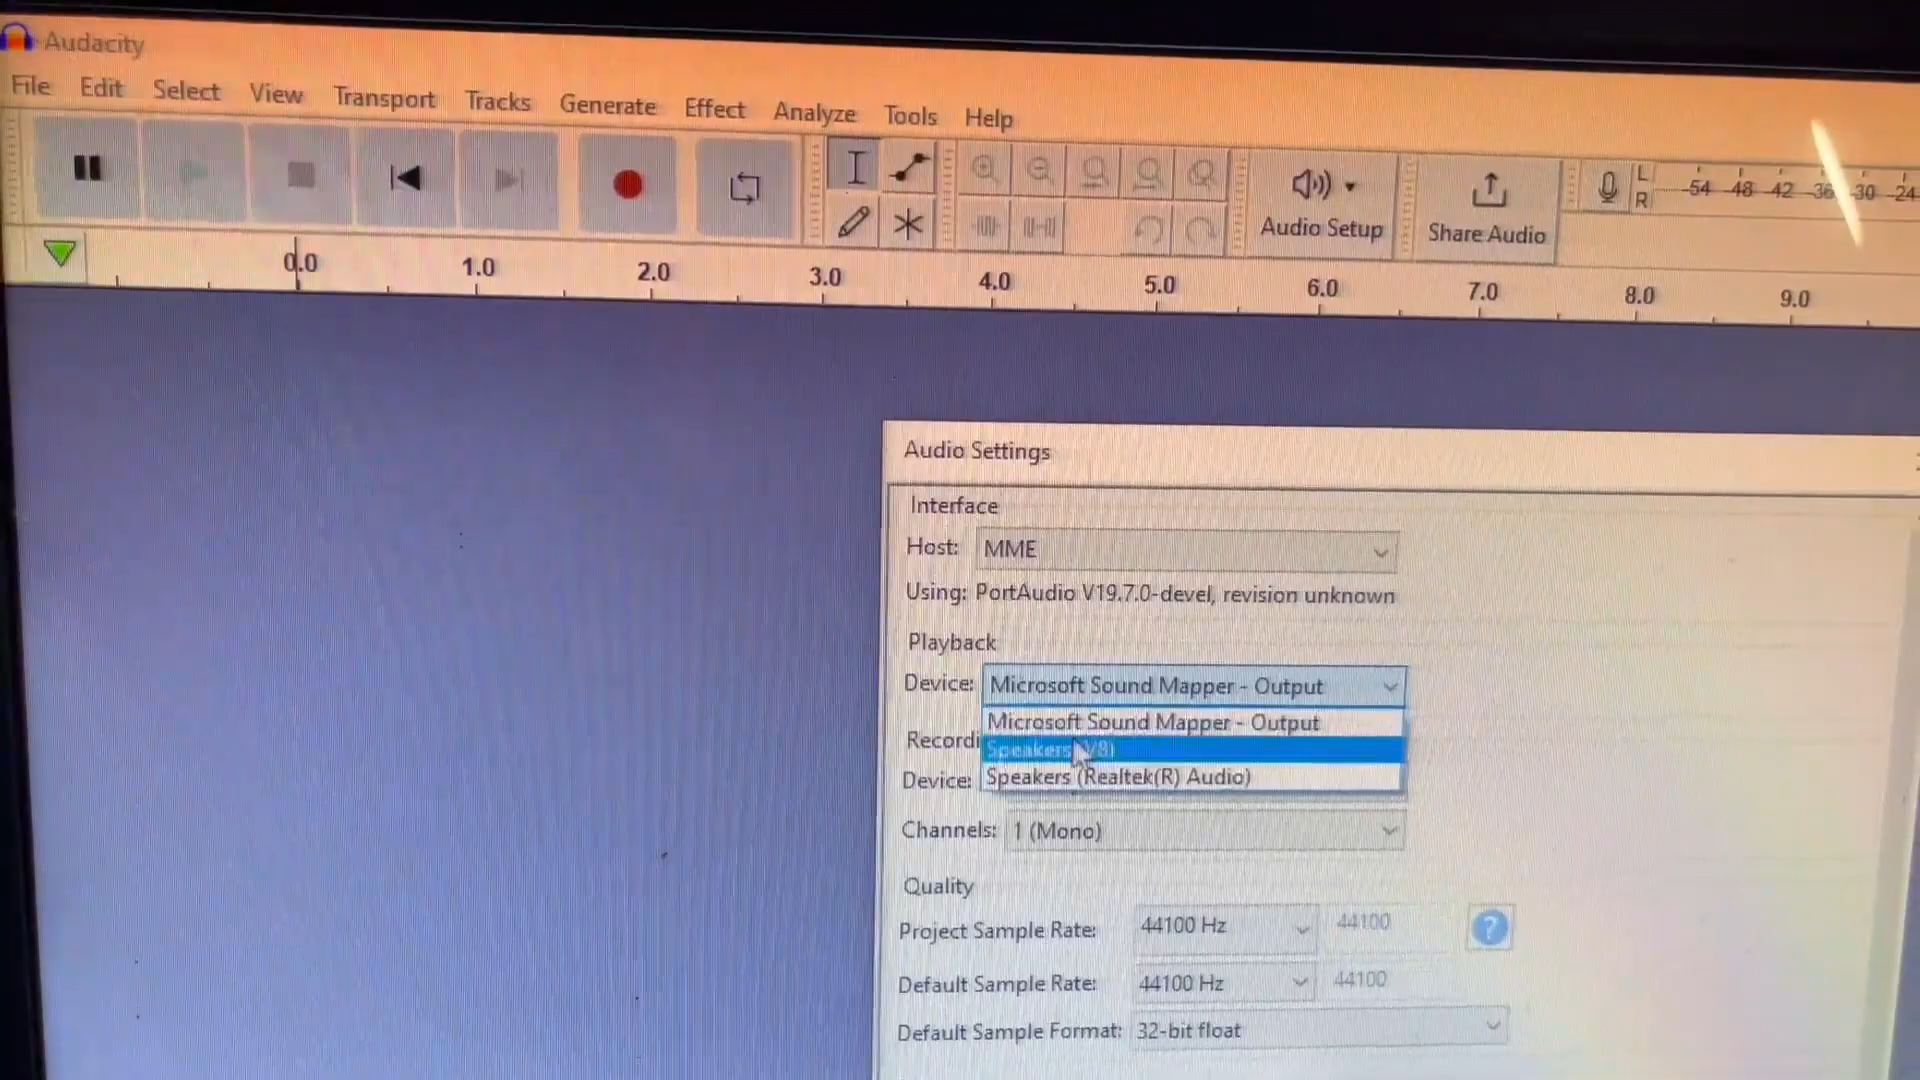 Audacity
File Edit Select View Transport Tracks Generate Effect Analyze Tools Help
Audio Setup
Share Audio
L
R
-54 -48 -42 -36 -30 -24
0.0 1.0 2.0 3.0 4.0 5.0 6.0 7.0 8.0 9.0
Audio Settings
Interface
Host: MME
Using: PortAudio V19.7.0-devel, revision unknown
Playback
Device: Microsoft Sound Mapper - Output
Microsoft Sound Mapper - Output
Recordi
Speakers
Device:
Speakers (Realtek(R) Audio)
Channels: 1 (Mono)
Quality
Project Sample Rate: 44100 Hz 44100
?
Default Sample Rate: 44100 Hz 44100
Default Sample Format: 32-bit float